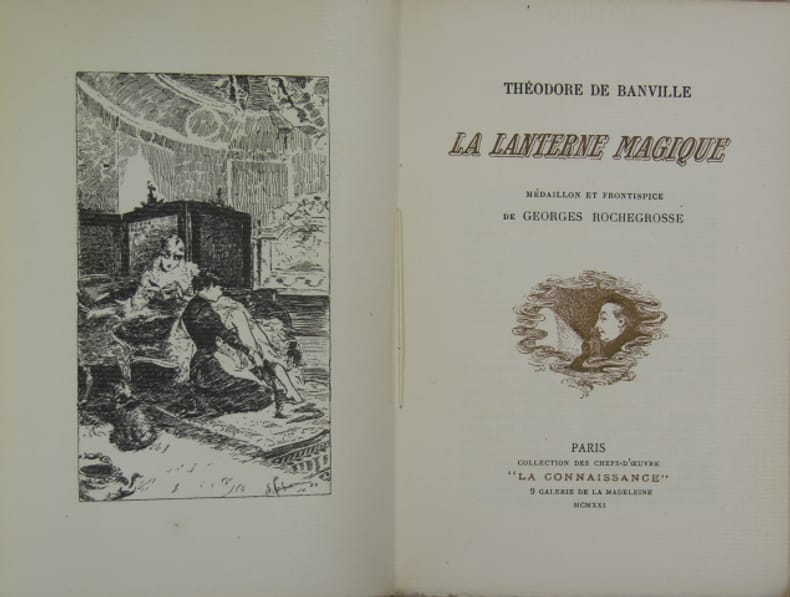 THÉODORE DE BANVILLE
LA LANTERNE MAGIQUE
MÉDAILLON ET FRONTISPICE
DE GEORGES ROCHEGROSSE
PARIS
COLLECTION DES CHEFS-D'ŒUVRE
"LA CONNAISSANCE"
9 GALERIE DE LA MADELEINE
MCMXXI